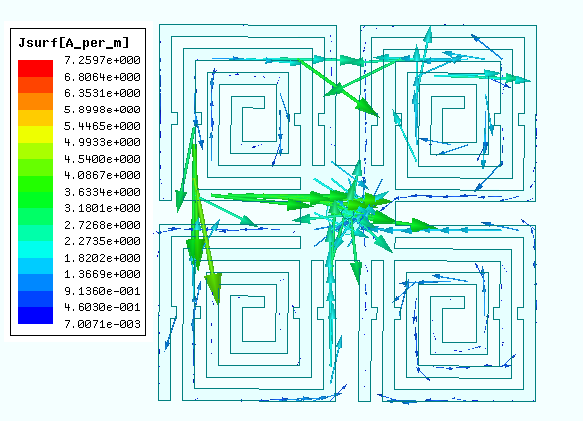 Jsurf[A_per_m]
7.2597e+000
6.8064e+000
6.3531e+000
5.8998e+000
5.4465e+000
4.9933e+000
4.5400e+000
4.0867e+000
3.6334e+000
3.1801e+000
2.7268e+000
2.2735e+000
1.8202e+000
1.3669e+000
9.1360e-001
4.6030e-001
7.0071e-003